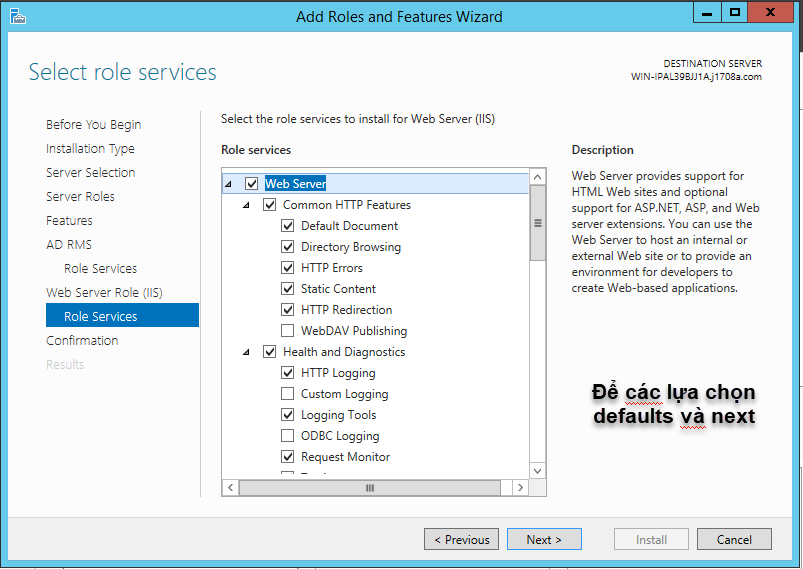 Add Roles and Features Wizard
Select role services
DESTINATION SERVER
WIN-IPAL39BJJ1A.j1708a.com
Before You Begin
Installation Type
Server Selection
Server Roles
Features
AD RMS
Role Services
Web Server Role (IIS)
Role Services
Confirmation
Results
Select the role services to install for Web Server (IIS)
Role services
Web Server
Common HTTP Features
Default Document
Directory Browsing
HTTP Errors
Static Content
HTTP Redirection
WebDAV Publishing
Health and Diagnostics
HTTP Logging
Custom Logging
Logging Tools
ODBC Logging
Request Monitor
Description
Web Server provides support for
HTML Web sites and optional
support for ASP.NET, ASP, and Web
server extensions. You can use the
Web Server to host an internal or
external Web site or to provide an
environment for developers to
create Web-based applications.
Để các lựa chọn
defaults và next
< Previous
Next >
Install
Cancel